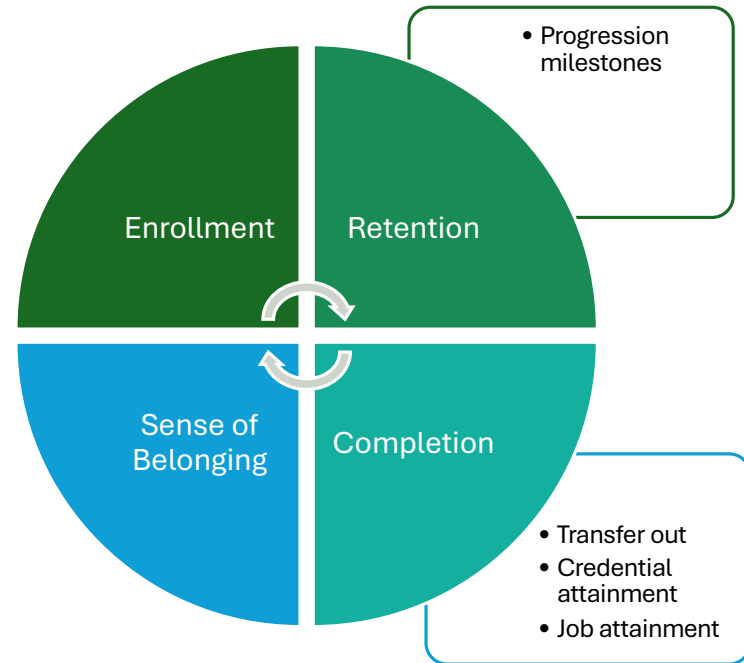 • Progression
milestones
Enrollment
Retention
Sense of
Belonging
Completion
• Transfer out
• Credential
attainment
• Job attainment